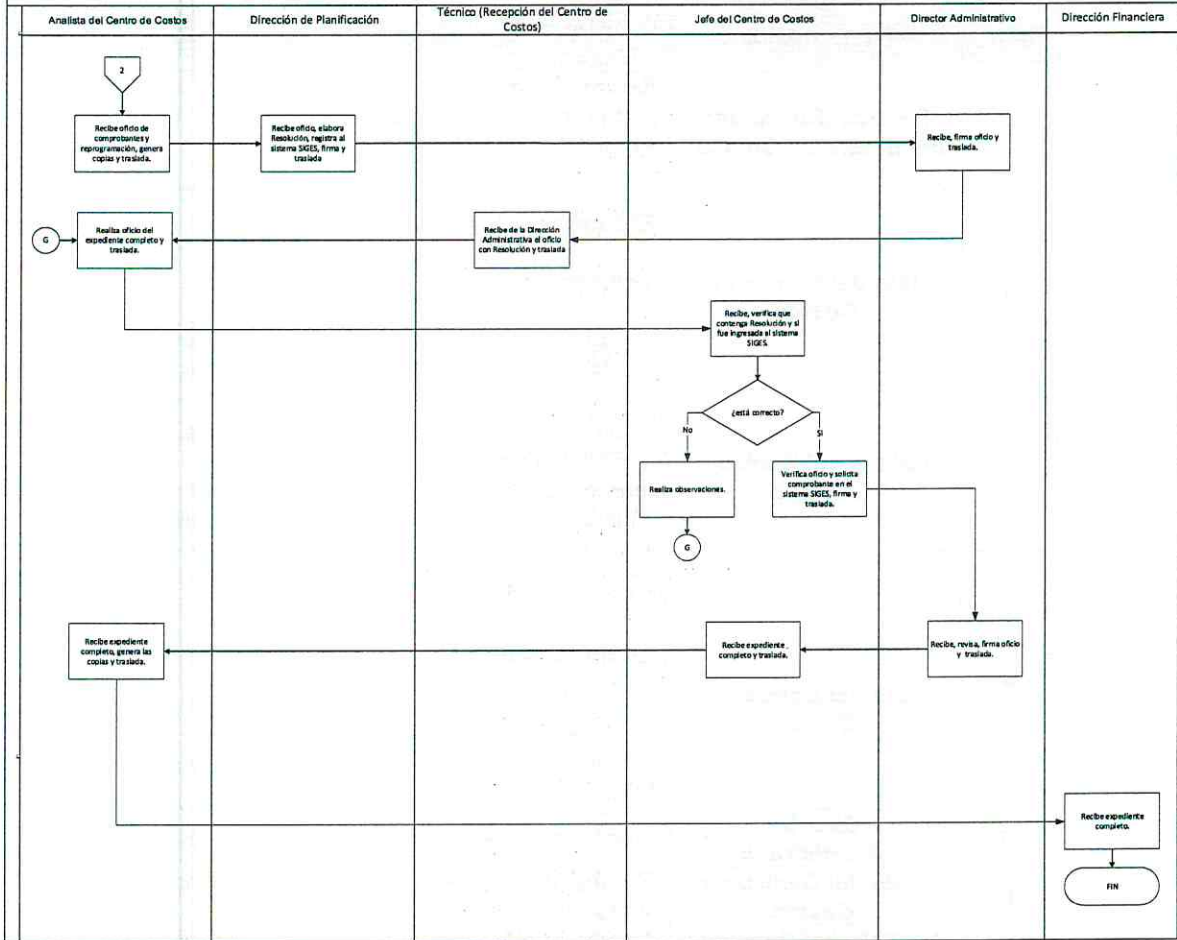 Analista del Centro de Costos
Dirección de Planificación
Técnico (Recepción del Centro de
Costos)
Jefe del Centro de Costos
Director Administrativo
Dirección Financiera
2
Recibe oficio de
comprobantes y
reprogramación, genera
copias y traslada.
Recibe oficio, elabora
Resolución, registra al
sistema SIGES, firma y
traslada
Recibe, firma oficio y
traslada.
G
Realiza oficio del
expediente completo y
traslada.
Recibe de la Dirección
Administrativa el oficio
con Resolución y traslada
Recibe, verifica que
contenga Resolución y si
fue ingresada al sistema
SIGES.
¿está correcto?
No
Si
Realiza observaciones.
Verifica oficio y solicita
comprobante en el
sistema SIGES, firma y
traslada.
G
Recibe expediente
completo, genera las
copias y traslada.
Recibe expediente
completo y traslada.
Recibe, revisa, firma oficio
y traslada.
Recibe expediente
completo.
FIN